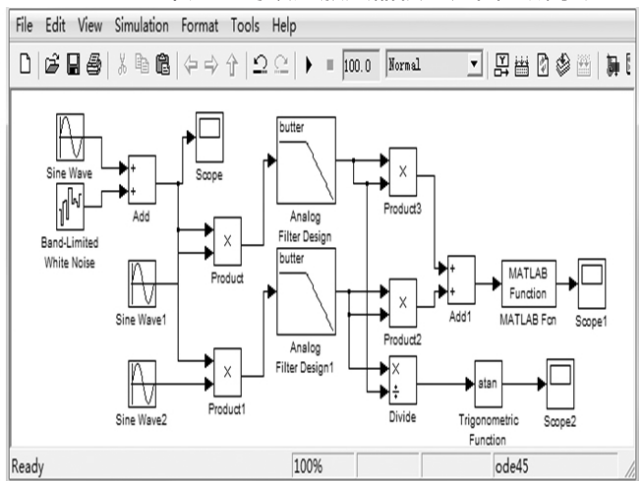 File Edit View Simulation Format Tools Help
100.0 Normal
butter
Sine Wave
Scope
Add
Band-Limited
White Noise
Analog
Filter Design
Product3
butter
Product
MATLAB
Function
Sine Wave1
Add1
MATLAB Fcn
Scope1
Product2
Analog
Filter Design1
atan
Sine Wave2
Product1
Divide
Trigonometric
Function
Scope2
Ready 100% ode45